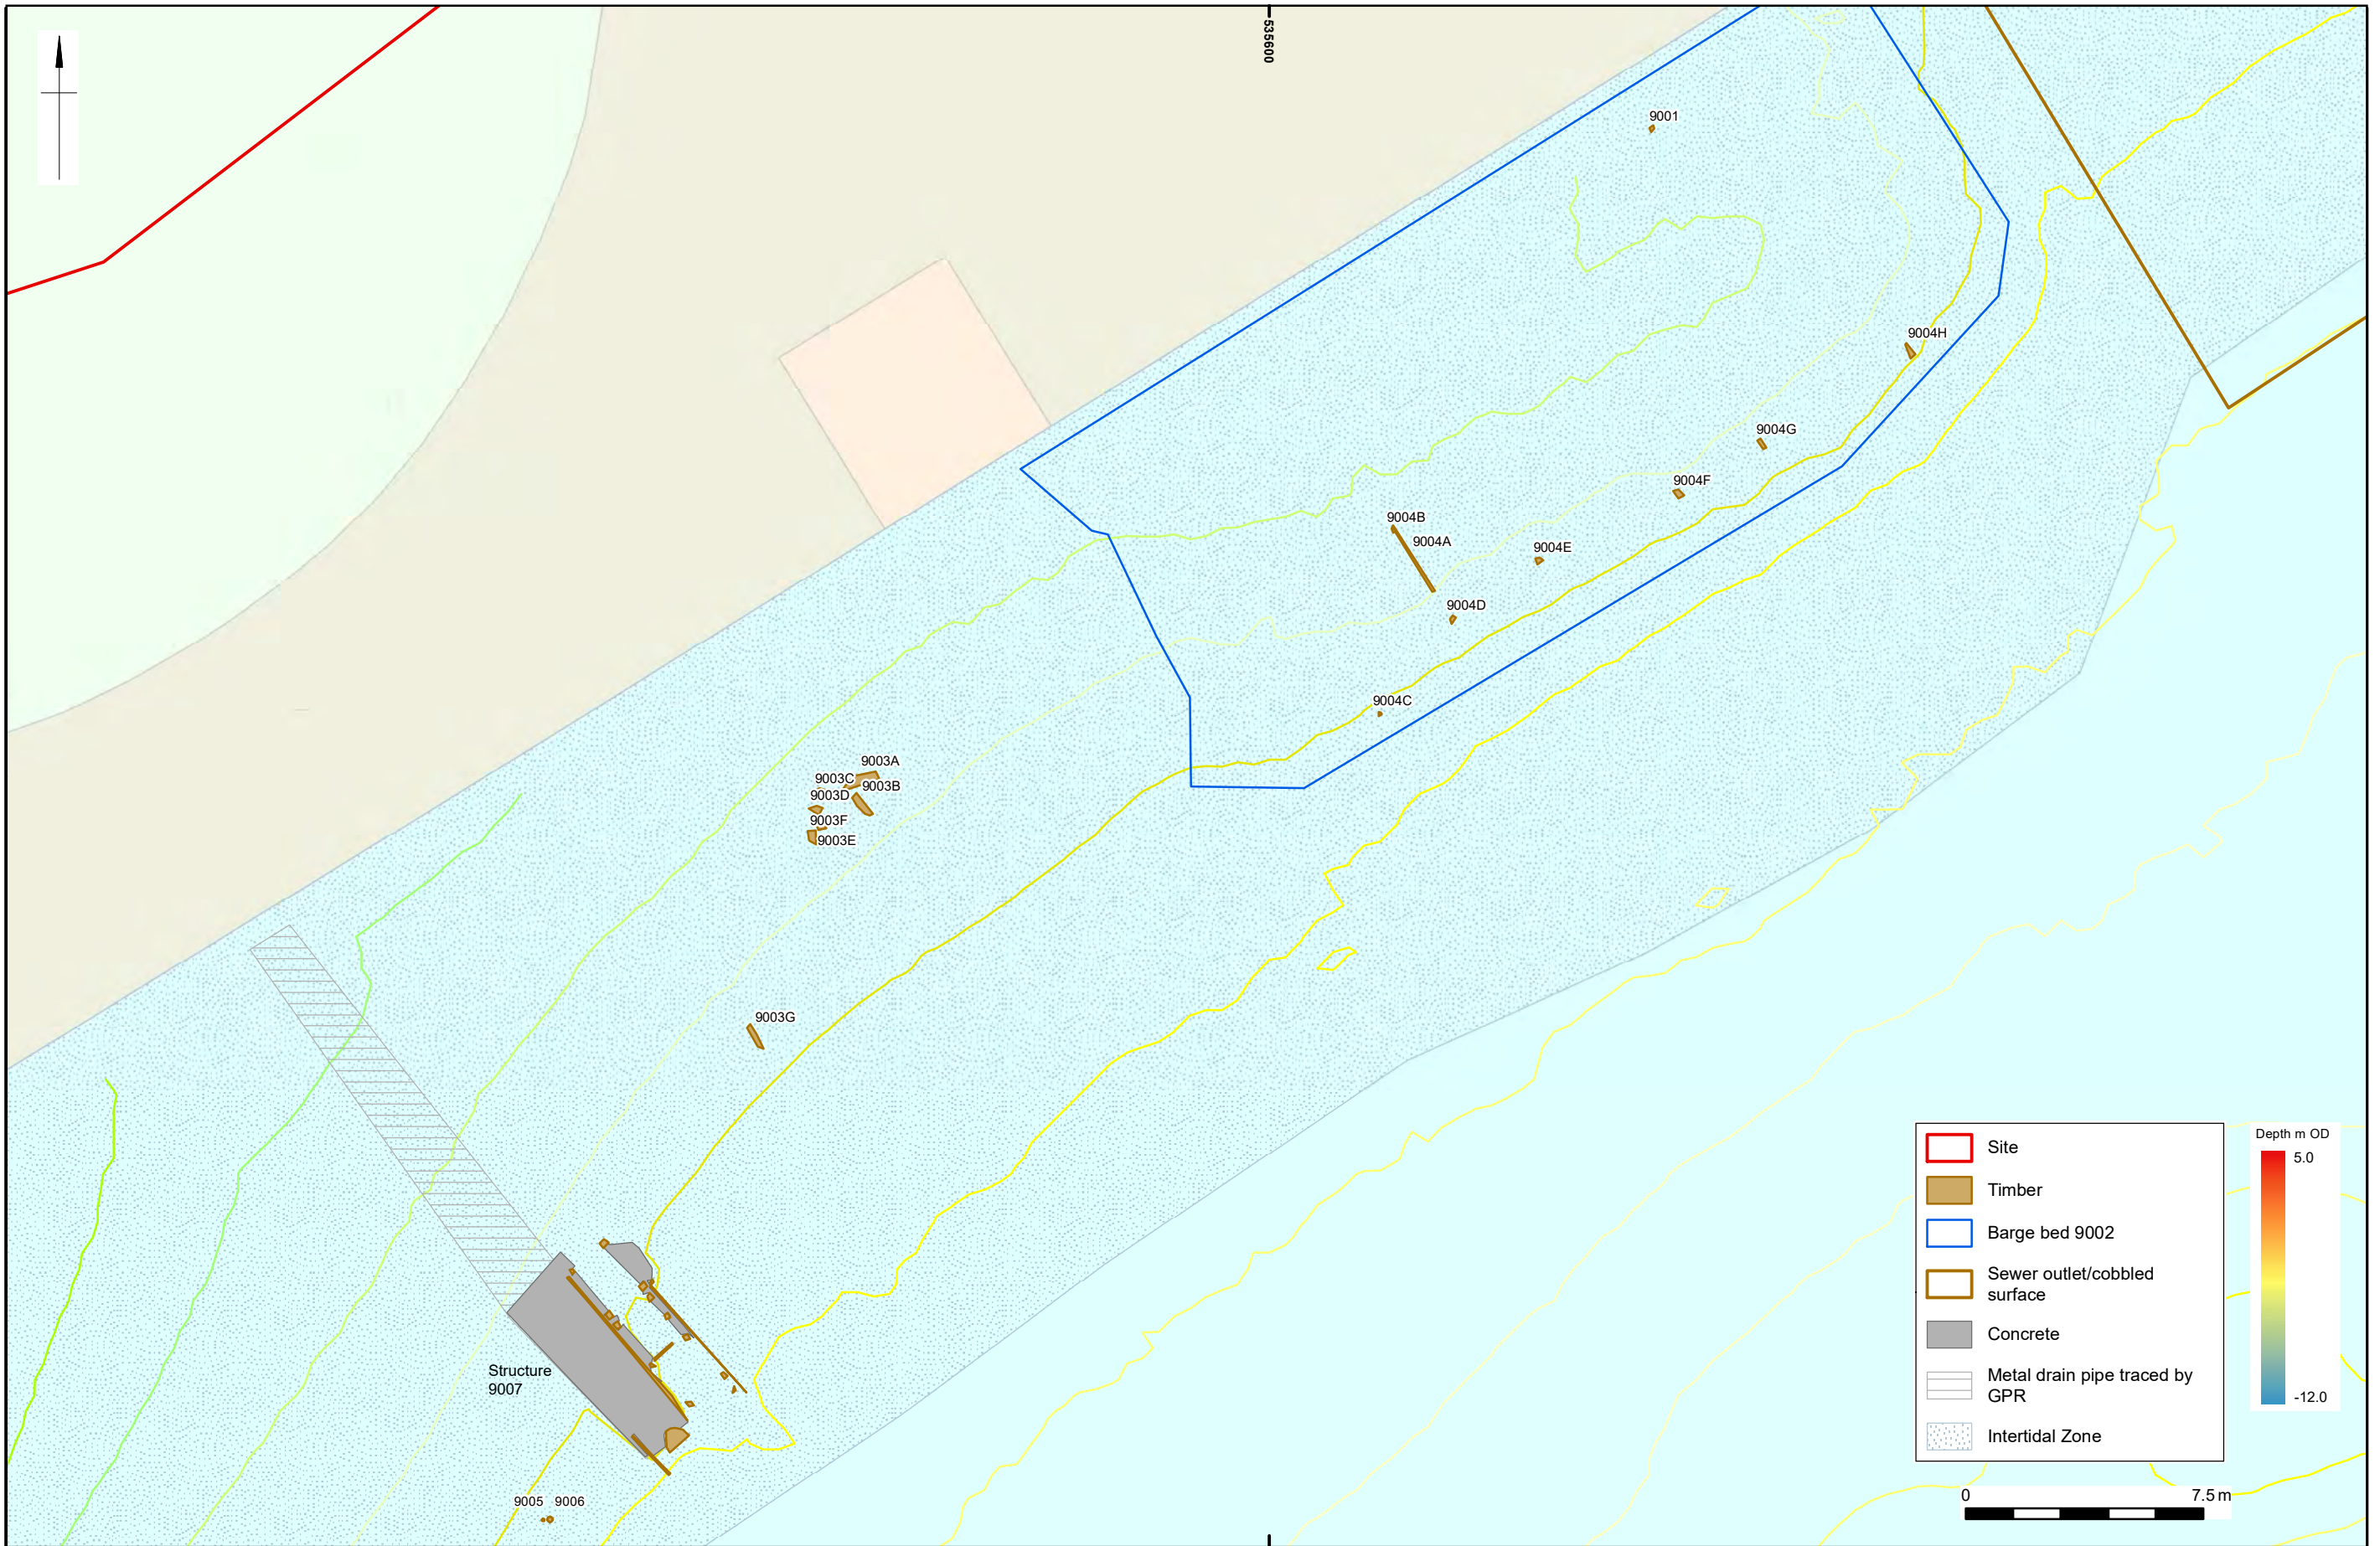 535600
9001
9004H
9004G
9004F
9004B
9004A
9004E
9004D
9004C
9003A
9003C
9003B
9003D
9003F
9003E
9003G
Structure
9007
9005 9006
Site
Timber
Barge bed 9002
Sewer outlet/cobbled
surface
Concrete
Metal drain pipe traced by
GPR
Intertidal Zone
Depth m OD
5.0
-12.0
0 7.5 m